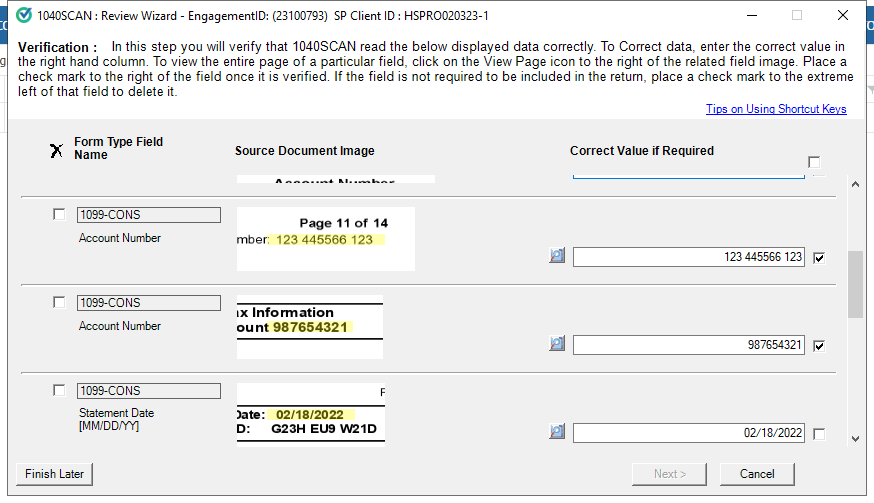 1040SCAN : Review Wizard - EngagementID: (23100793)  SP Client ID : HSPRO020323-1
Verification :    In this step you will verify that 1040SCAN read the below displayed data correctly. To Correct data, enter the correct value in
the right hand column. To view the entire page of a particular field, click on the View Page icon to the right of the related field image. Place a
check mark to the right of the field once it is verified. If the field is not required to be included in the return, place a check mark to the extreme
left of that field to delete it.
Tips on Using Shortcut Keys
X Form Type Field
Name
Source Document Image
Correct Value if Required
Account Number
1099-CONS
Account Number
Page 11 of 14
mber: 123 445566 123
123 445566 123
1099-CONS
Account Number
ax Information
ount 987654321
987654321
1099-CONS
Statement Date
[MM/DD/YY]
Date: 02/18/2022
D: G23H EU9 W21D
02/18/2022
Finish Later
Next >
Cancel